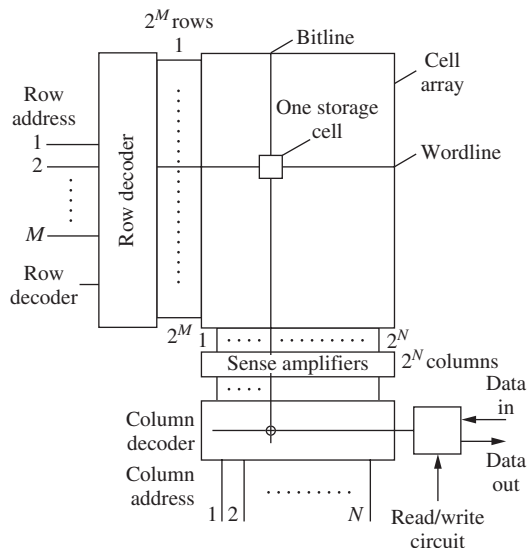 2^M rows
1
Bitline
Cell
array
Row
address
One storage
cell
1
2
Row decoder
Wordline
M
Row
decoder
2^M
1
2^N
Sense amplifiers
2^N columns
Column
decoder
Data
in
Data
out
Column
address
1
2
N
Read/write
circuit